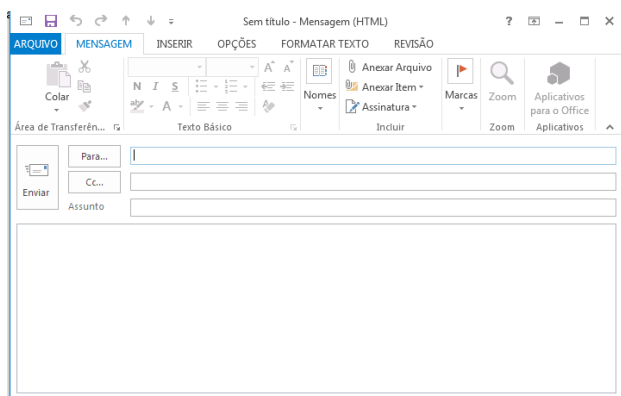 a
Sem título - Mensagem (HTML)
?
ARQUIVO MENSAGEM INSERIR OPÇÕES FORMATAR TEXTO REVISÃO
Colar
Área de Transferên...
N I S
A
A A
Texto Básico
Nomes
Anexar Arquivo
Anexar Item
Assinatura
Incluir
Marcas
Zoom
Zoom
Aplicativos
para o Office
Aplicativos
Enviar
Para...
Cc...
Assunto